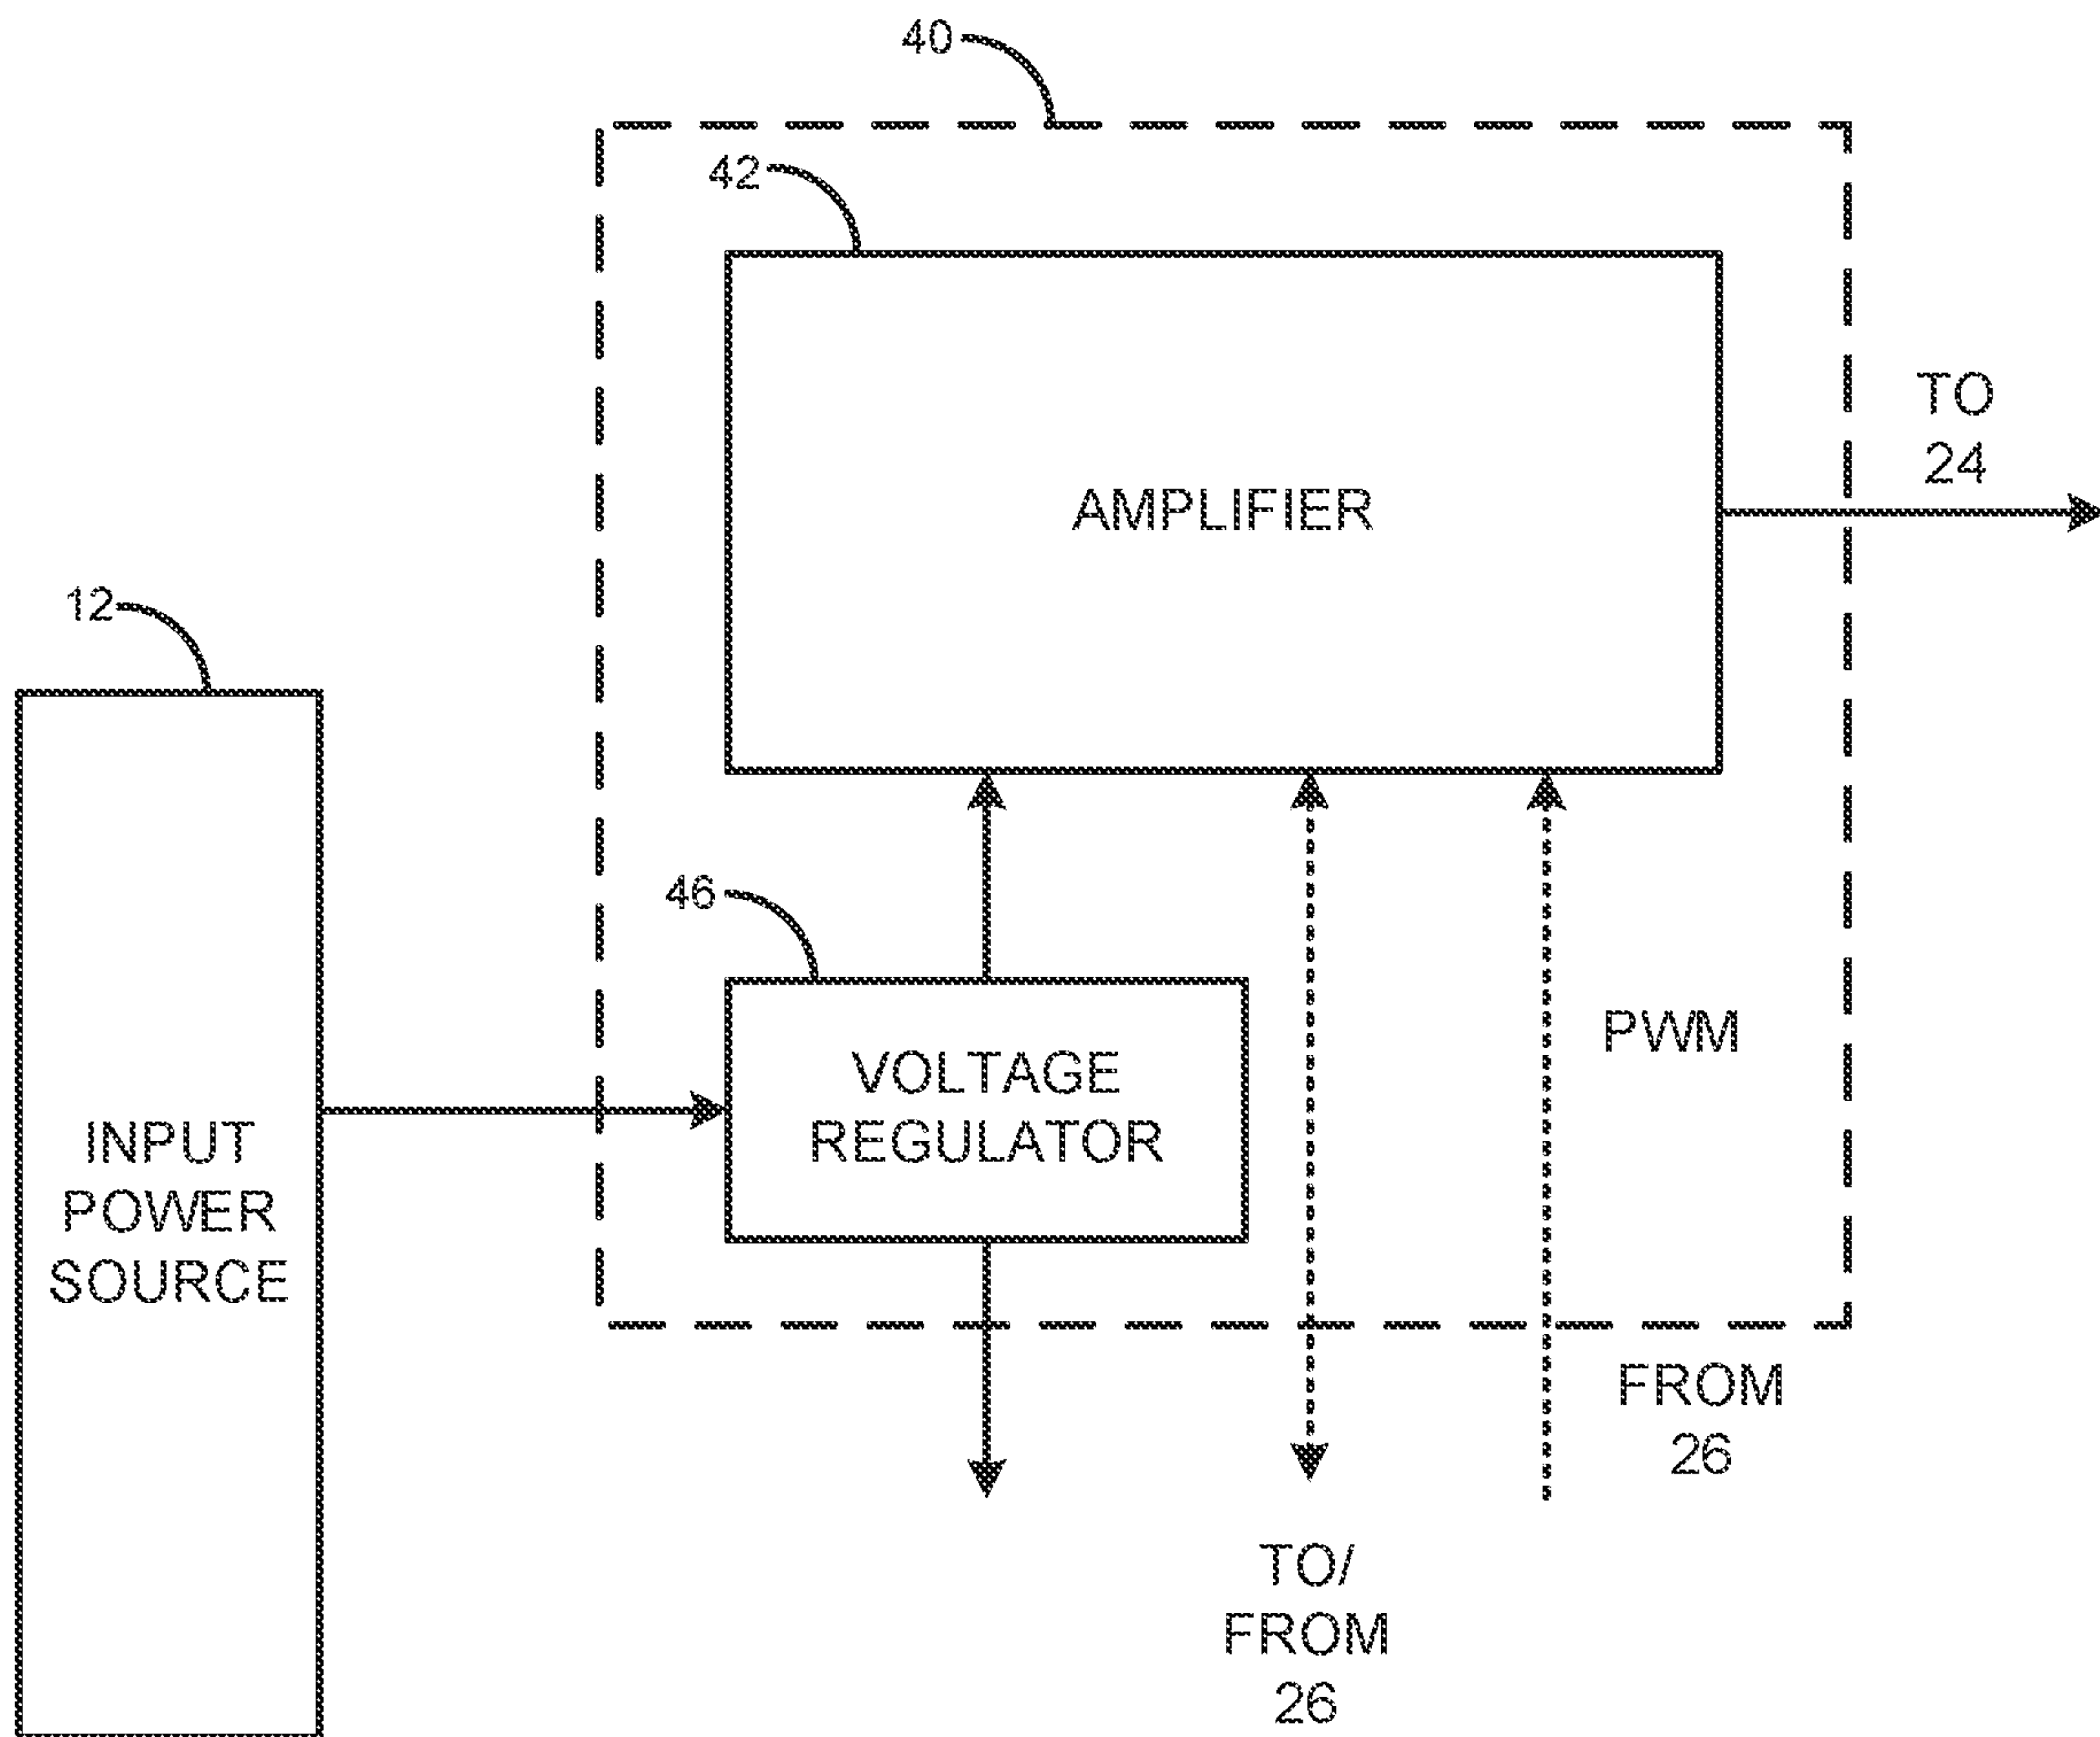 40
42
AMPLIFIER
TO
24
12
46
VOLTAGE
REGULATOR
PWM
INPUT
POWER
SOURCE
FROM
26
TO/
FROM
26